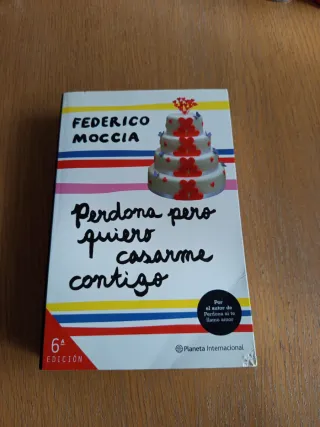 FEDERICO
MOCCIA
Perdona pero
quiero
casarme
contigo
Por
el autor de
Perdona si te
llamo amor
6ª
EDICIÓN
Planeta Internacional